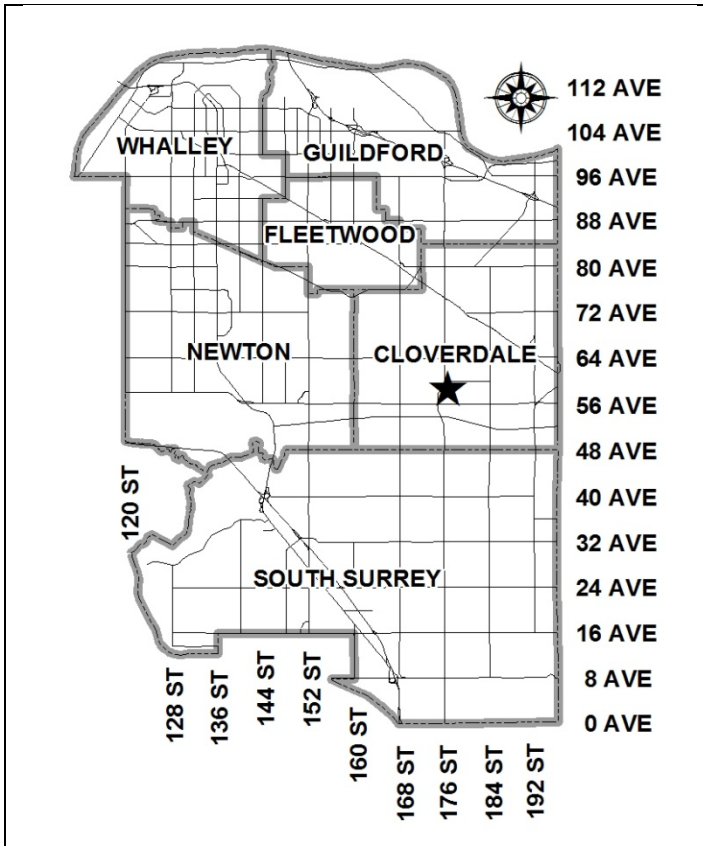 112 AVE
104 AVE
WHALLEY
GUILDFORD
96 AVE
88 AVE
FLEETWOOD
80 AVE
72 AVE
NEWTON
CLOVERDALE
64 AVE
56 AVE
48 AVE
120 ST
40 AVE
32 AVE
SOUTH SURREY
24 AVE
16 AVE
8 AVE
0 AVE
128 ST
136 ST
144 ST
152 ST
160 ST
168 ST
176 ST
184 ST
192 ST